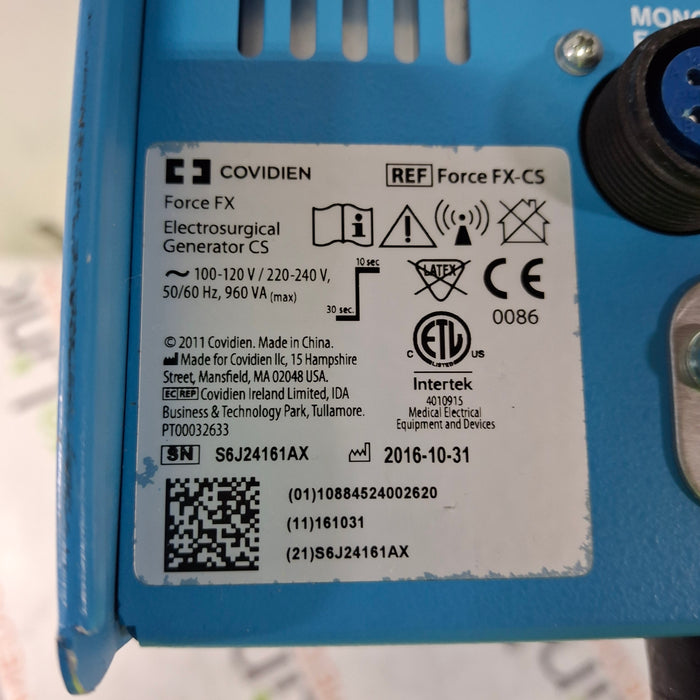 MONO
COVIDIEN
REF Force FX-CS
Force FX
Electrosurgical
Generator CS
100-120 V / 220-240 V,
50/60 Hz, 960 VA (max)
10 sec
30 sec.
LATEX
0086
© 2011 Covidien. Made in China.
Made for Covidien llc, 15 Hampshire
Street, Mansfield, MA 02048 USA.
EC REP Covidien Ireland Limited, IDA
Business & Technology Park, Tullamore.
PT00032633
C ETL US
LISTED
Intertek
4010915
Medical Electrical
Equipment and Devices
SN S6J24161AX 2016-10-31
(01)10884524002620
(11)161031
(21)S6J24161AX